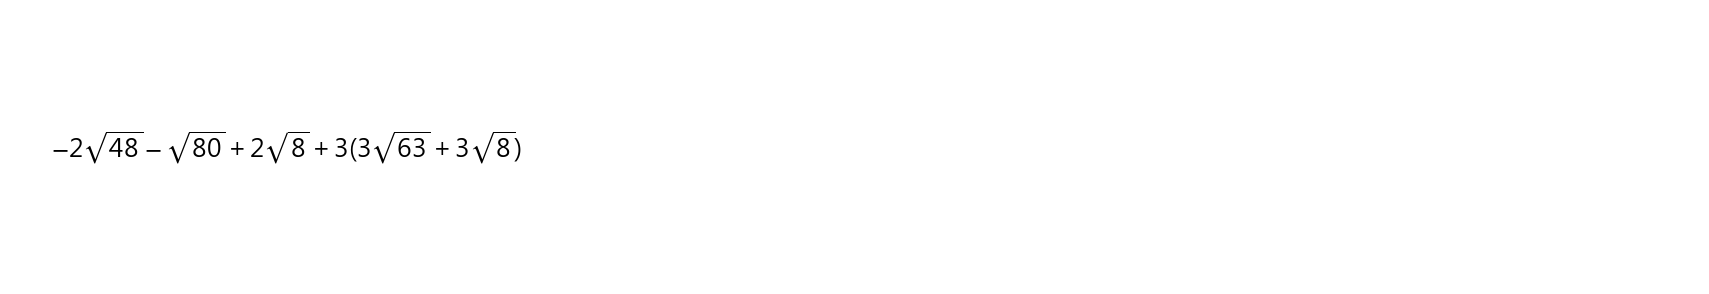 −2√48 − √80 + 2√8 + 3(3√63 + 3√8)